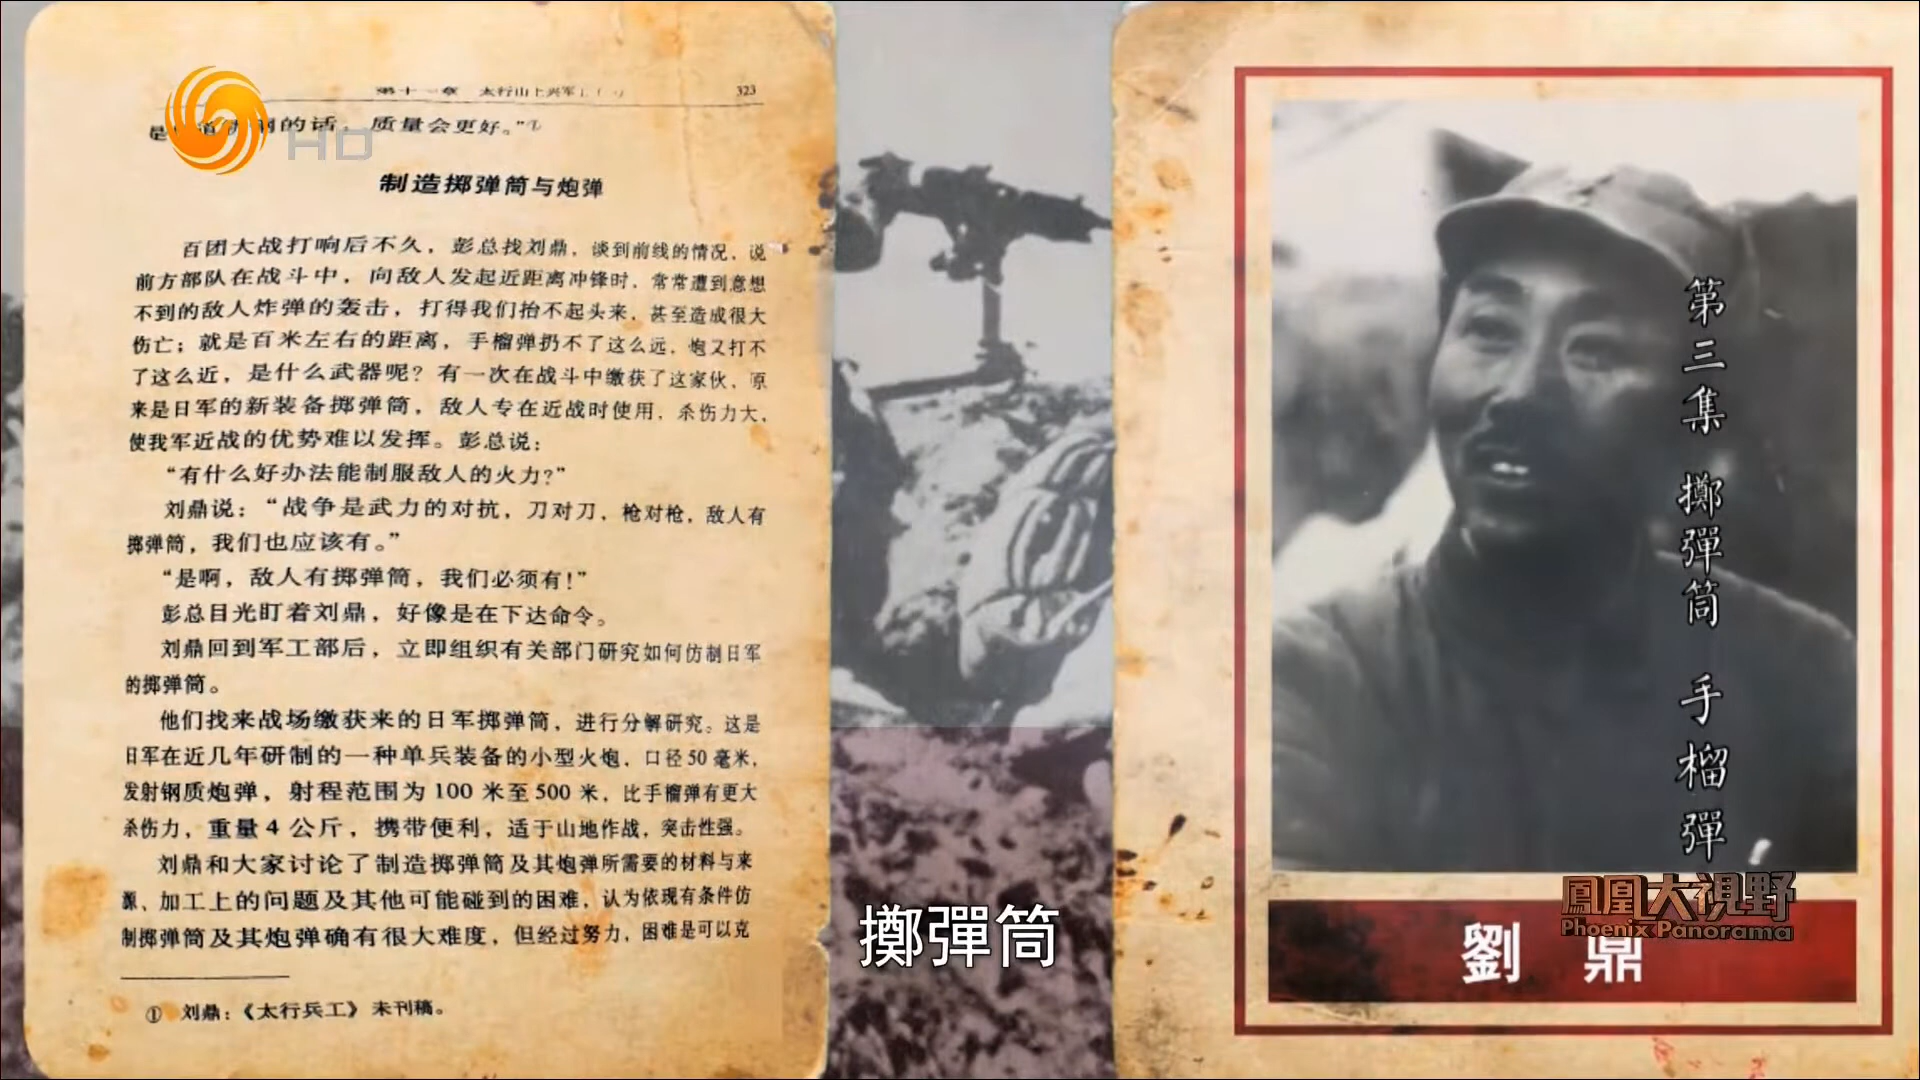 第十一章 太行山上兴军工(一) 323
的话，质量会更好。”①
制造掷弹筒与炮弹
百团大战打响后不久，彭总找刘鼎，谈到前线的情况，说
前方部队在战斗中，向敌人发起近距离冲锋时，常常遭到意想
不到的敌人炸弹的轰击，打得我们抬不起头来，甚至造成很大
伤亡；就是百米左右的距离，手榴弹扔不了这么远，炮又打不
了这么近，是什么武器呢？有一次在战斗中缴获了这家伙，原
来是日军的新装备掷弹筒，敌人专在近战时使用，杀伤力大，
使我军近战的优势难以发挥。彭总说：
“有什么好办法能制服敌人的火力?”
刘鼎说：“战争是武力的对抗，刀对刀，枪对枪，敌人有
掷弹筒，我们也应该有。”
“是啊，敌人有掷弹筒，我们必须有!”
彭总目光盯着刘鼎，好像是在下达命令。
刘鼎回到军工部后，立即组织有关部门研究如何仿制日军
的掷弹筒。
他们找来战场缴获来的日军掷弹筒，进行分解研究。这是
日军在近几年研制的一种单兵装备的小型火炮，口径50毫米，
发射钢质炮弹，射程范围为100米至500米，比手榴弹有更大
杀伤力，重量4公斤，携带便利，适于山地作战，突击性强。
刘鼎和大家讨论了制造掷弹筒及其炮弹所需要的材料与来
源、加工上的问题及其他可能碰到的困难，认为依现有条件仿
制掷弹筒及其炮弹确有很大难度，但经过努力，困难是可以克
① 刘鼎：《太行兵工》未刊稿。
HD
擲彈筒
第三集 擲彈筒 手榴彈
鳳凰大視野
Phoenix Panorama
劉鼎